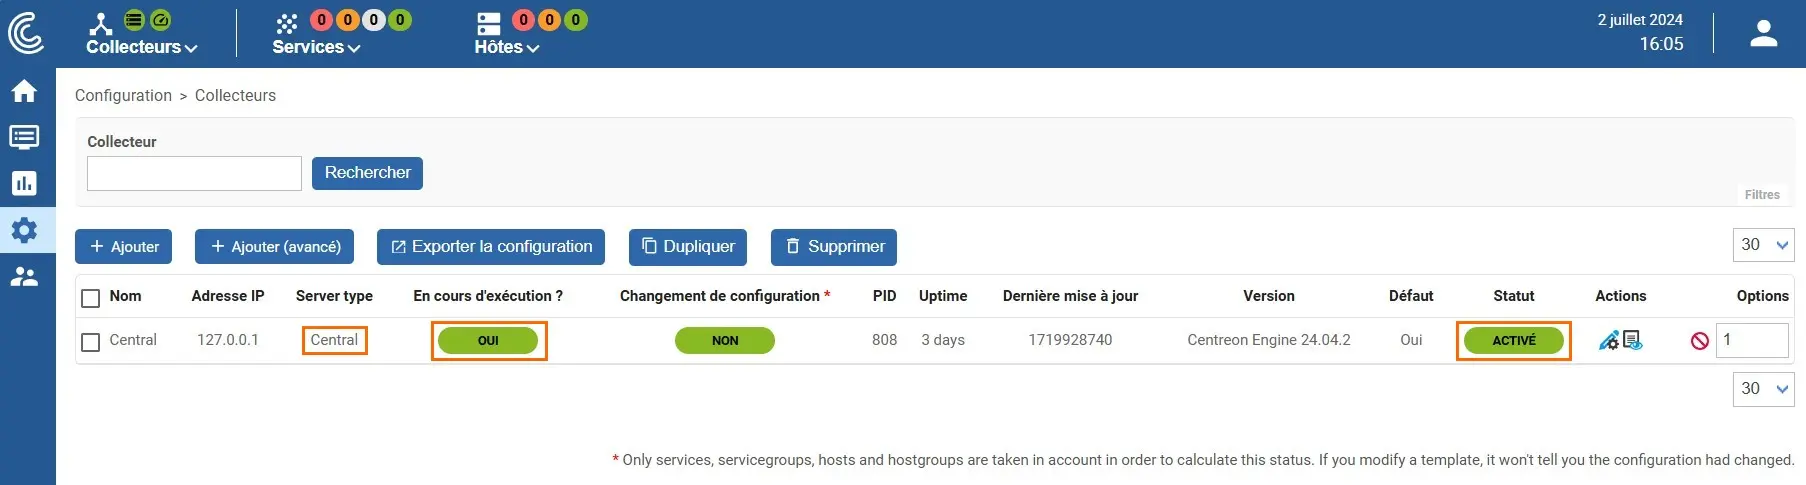 0 0 0 0 0 0 0 2 juillet 2024
Collecteurs Services Hôtes 16:05
Configuration > Collecteurs
Collecteur
Rechercher
Filtres
+ Ajouter + Ajouter (avancé) Exporter la configuration Dupliquer Supprimer 30
Nom Adresse IP Server type En cours d'exécution ? Changement de configuration * PID Uptime Dernière mise à jour Version Défaut Statut Actions Options
Central 127.0.0.1 Central OUI NON 808 3 days 1719928740 Centreon Engine 24.04.2 Oui ACTIVÉ 1
30
* Only services, servicegroups, hosts and hostgroups are taken in account in order to calculate this status. If you modify a template, it won't tell you the configuration had changed.